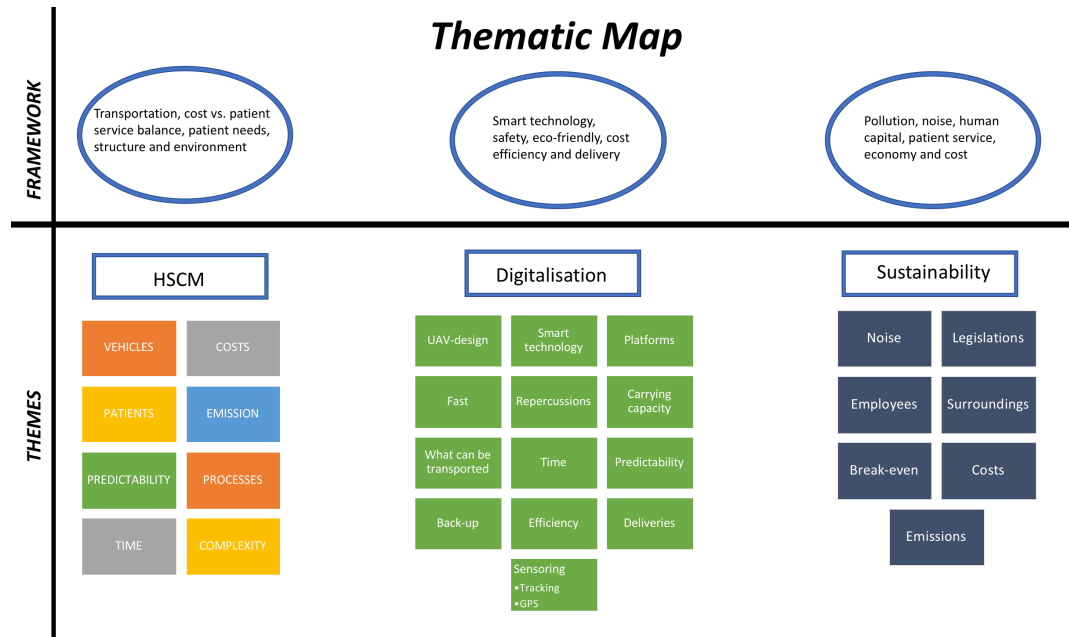 Thematic Map
FRAMEWORK
Transportation, cost vs. patient
service balance, patient needs,
structure and environment
Smart technology,
safety, eco-friendly, cost
efficiency and delivery
Pollution, noise, human
capital, patient service,
economy and cost
THEMES
HSCM
VEHICLES
COSTS
PATIENTS
EMISSION
PREDICTABILITY
PROCESSES
TIME
COMPLEXITY
Digitalisation
UAV-design
Smart
technology
Platforms
Fast
Repercussions
Carrying
capacity
What can be
transported
Time
Predictability
Back-up
Efficiency
Deliveries
Sensoring
•Tracking
•GPS
Sustainability
Noise
Legislations
Employees
Surroundings
Break-even
Costs
Emissions